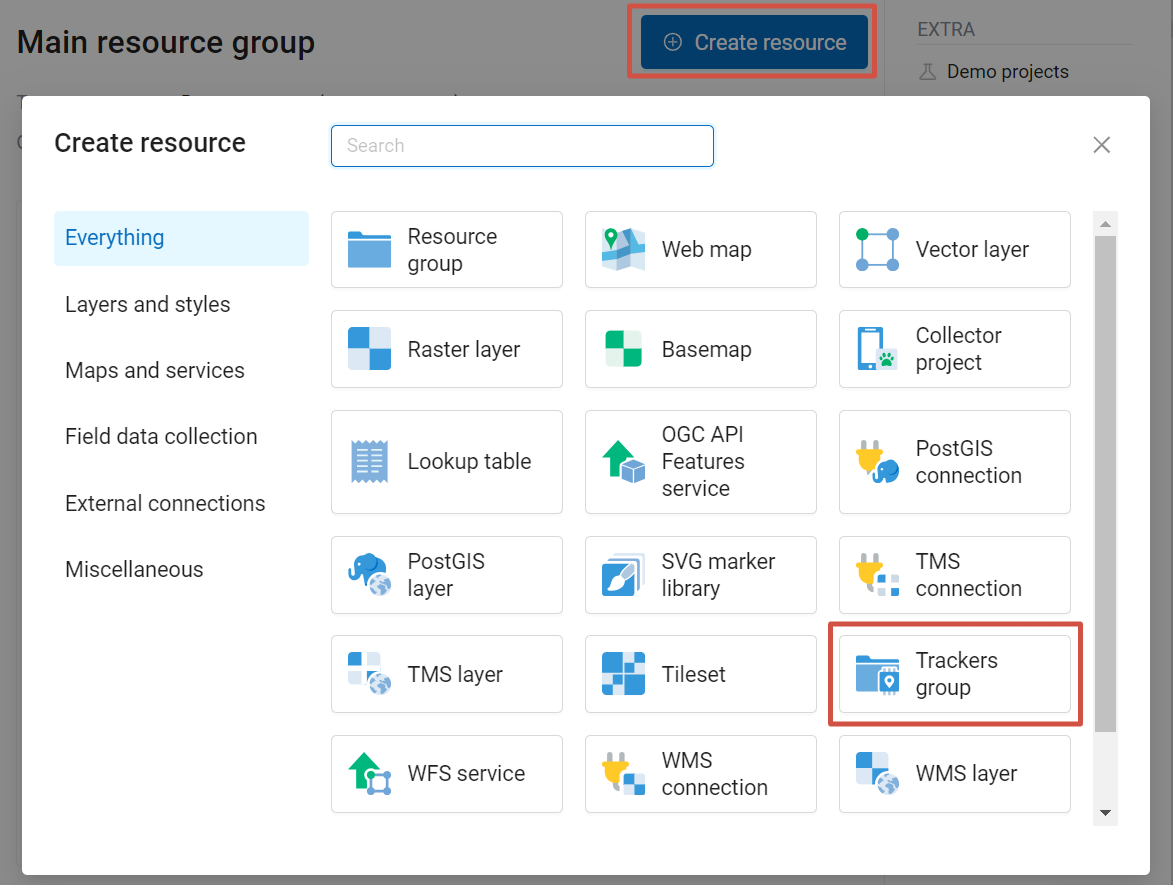 Main resource group
Create resource
EXTRA
Demo projects
Create resource
Search
Everything
Layers and styles
Maps and services
Field data collection
External connections
Miscellaneous
Resource
group
Web map
Vector layer
Raster layer
Basemap
Collector
project
Lookup table
OGC API
Features
service
PostGIS
connection
PostGIS
layer
SVG marker
library
TMS
connection
TMS layer
Tileset
Trackers
group
WFS service
WMS
connection
WMS layer